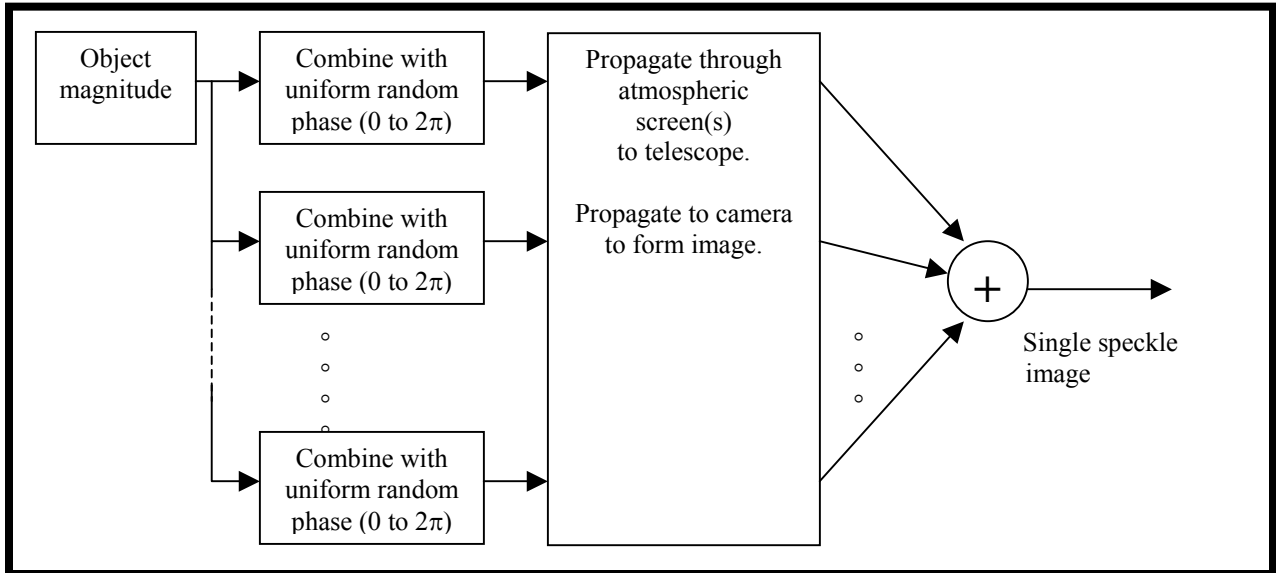 Object
magnitude
Combine with
uniform random
phase (0 to 2π)
Combine with
uniform random
phase (0 to 2π)
Combine with
uniform random
phase (0 to 2π)
Propagate through
atmospheric
screen(s)
to telescope.
Propagate to camera
to form image.
+
Single speckle
image